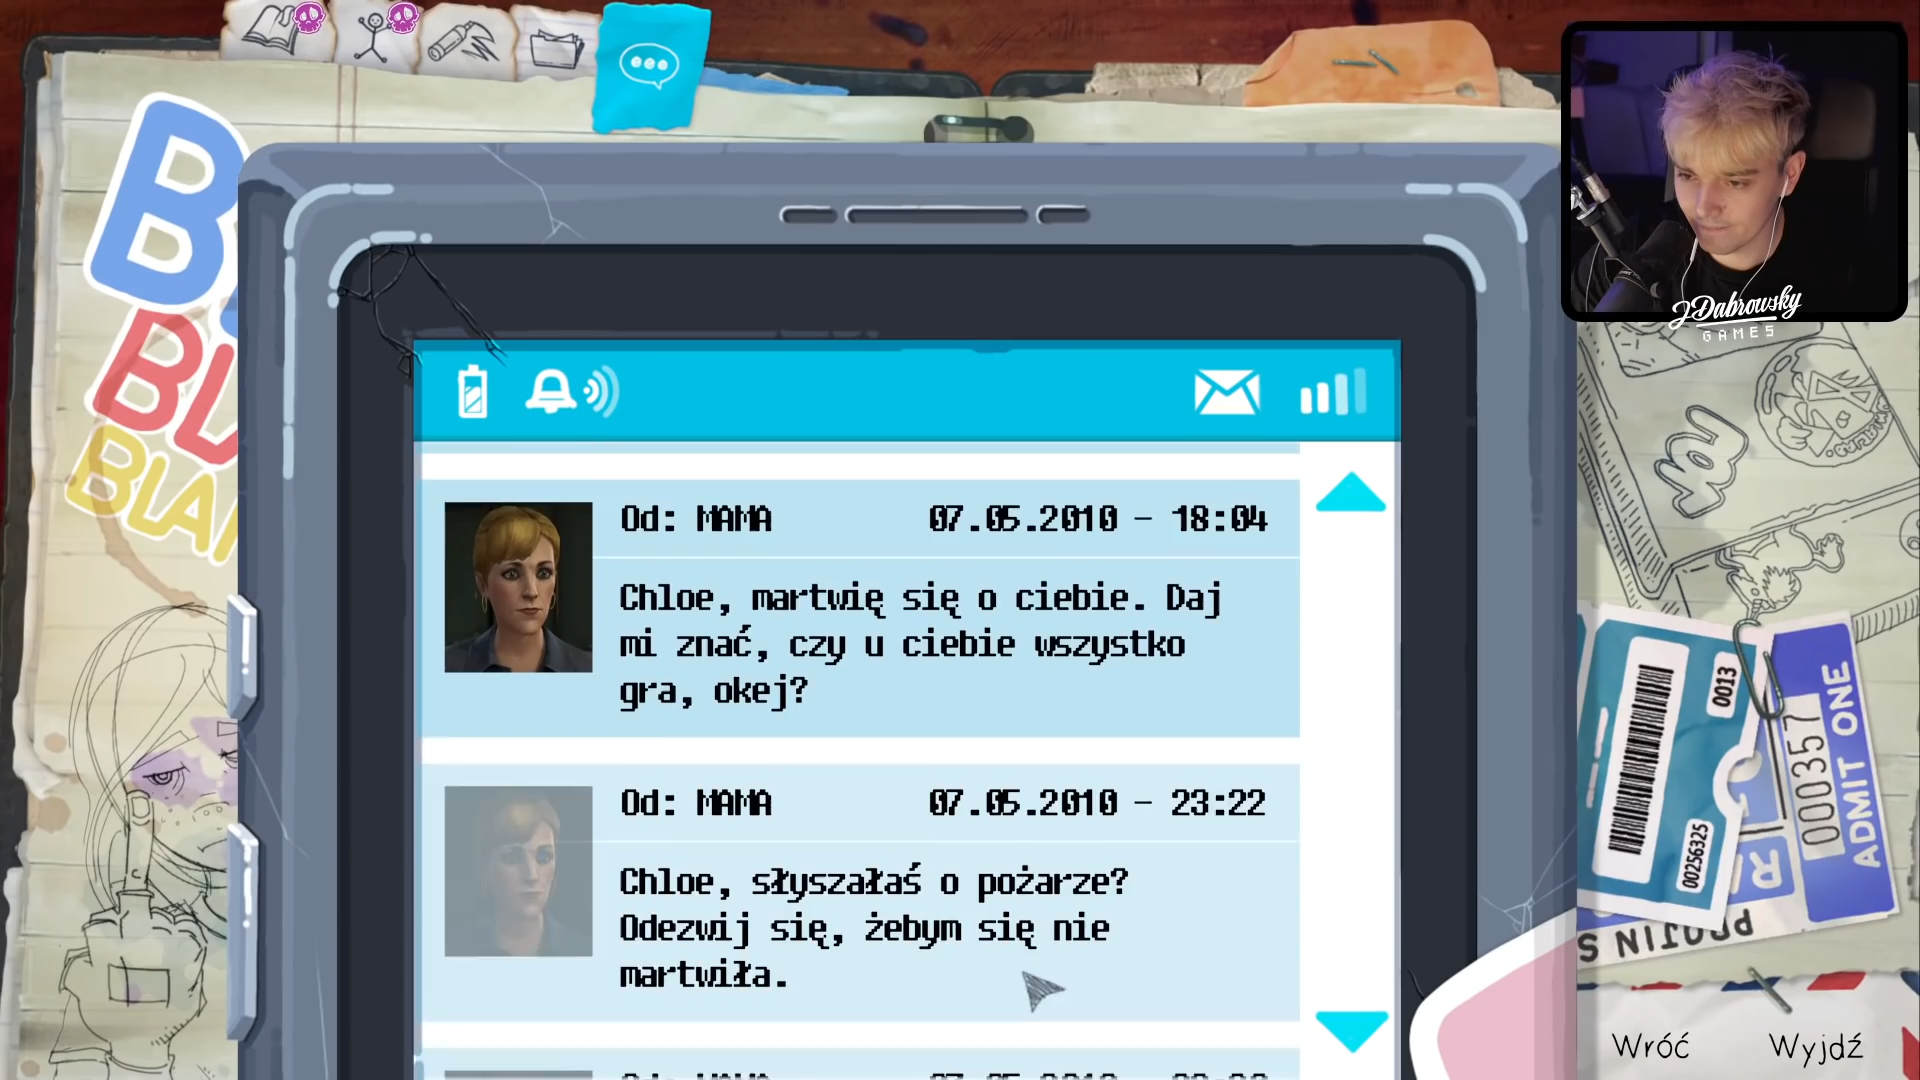 JDabrowsky
GAMES
Od: MAMA 07.05.2010 - 18:04
Chloe, martwię się o ciebie. Daj
mi znać, czy u ciebie wszystko
gra, okej?
Od: MAMA 07.05.2010 - 23:22
Chloe, słyszałaś o pożarze?
Odezwij się, żebym się nie
martwiła.
0013
00256325
000357
ADMIT ONE
Wróć Wyjdź